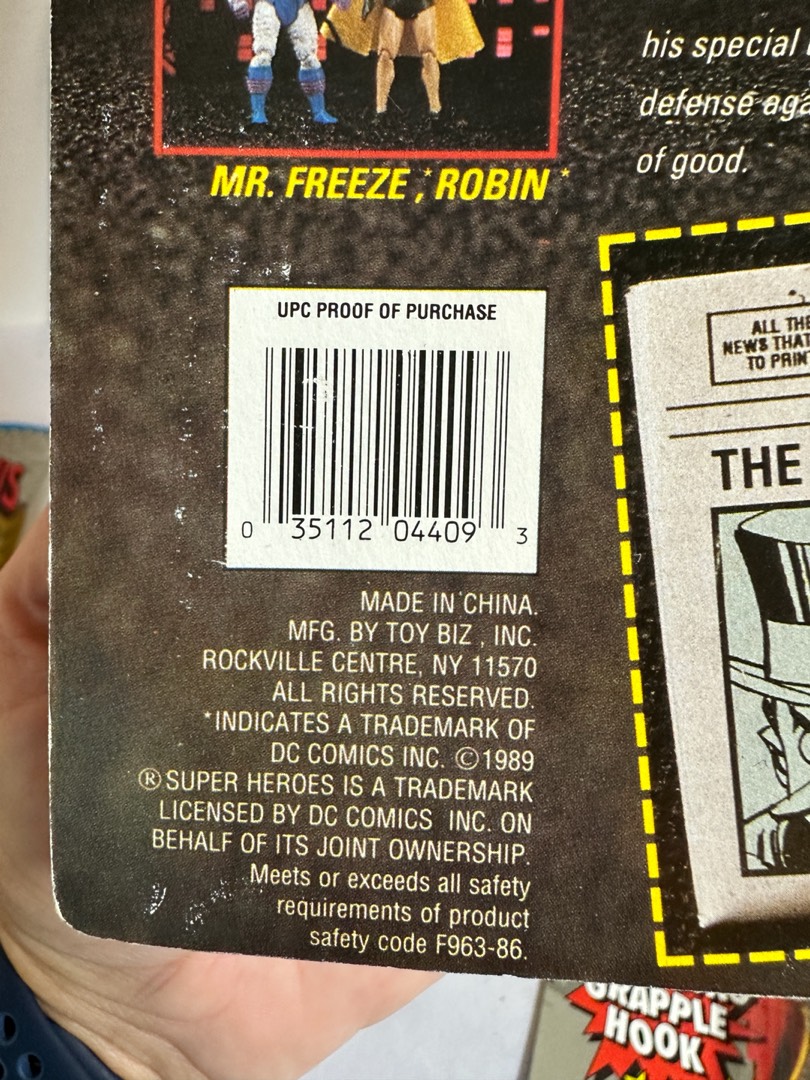 his special
defense
of good.
MR. FREEZE,* ROBIN *
UPC PROOF OF PURCHASE
0 35112 04409 3
MADE IN CHINA.
MFG. BY TOY BIZ , INC.
ROCKVILLE CENTRE, NY 11570
ALL RIGHTS RESERVED.
*INDICATES A TRADEMARK OF
DC COMICS INC. ©1989
®SUPER HEROES IS A TRADEMARK
LICENSED BY DC COMICS INC. ON
BEHALF OF ITS JOINT OWNERSHIP.
Meets or exceeds all safety
requirements of product
safety code F963-86.
ALL THE
NEWS THAT
TO PRINT
THE
GRAPPLE
HOOK